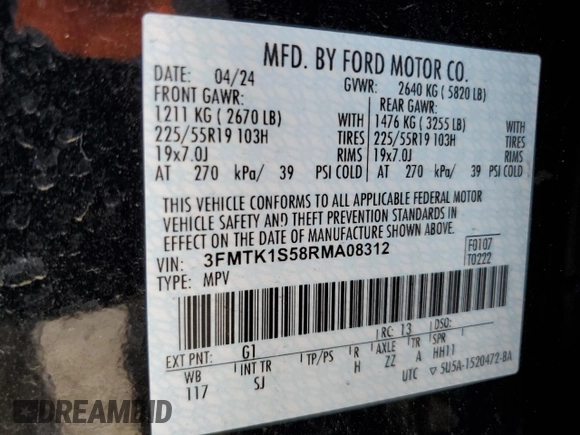 MFD. BY FORD MOTOR CO.
DATE: 04/24 GVWR: 2640 KG ( 5820 LB)
FRONT GAWR: REAR GAWR:
1211 KG ( 2670 LB) WITH 1476 KG ( 3255 LB) WITH
225/55R19 103H TIRES 225/55R19 103H TIRES
19x7.0J RIMS 19x7.0J RIMS
AT 270 kPa/ 39 PSI COLD AT 270 kPa/ 39 PSI COLD
THIS VEHICLE CONFORMS TO ALL APPLICABLE FEDERAL MOTOR
VEHICLE SAFETY AND THEFT PREVENTION STANDARDS IN
EFFECT ON THE DATE OF MANUFACTURE SHOWN ABOVE.
VIN: 3FMTK1S58RMA08312 F0107
TYPE: MPV T0222
EXT PNT: G1 RC: 13 DSO:
WB INT TR TP/PS R AXLE TR SPR
117 SJ H ZZ A HH11
UTC ▽ 5U5A-1520472-BA
DREAMBID